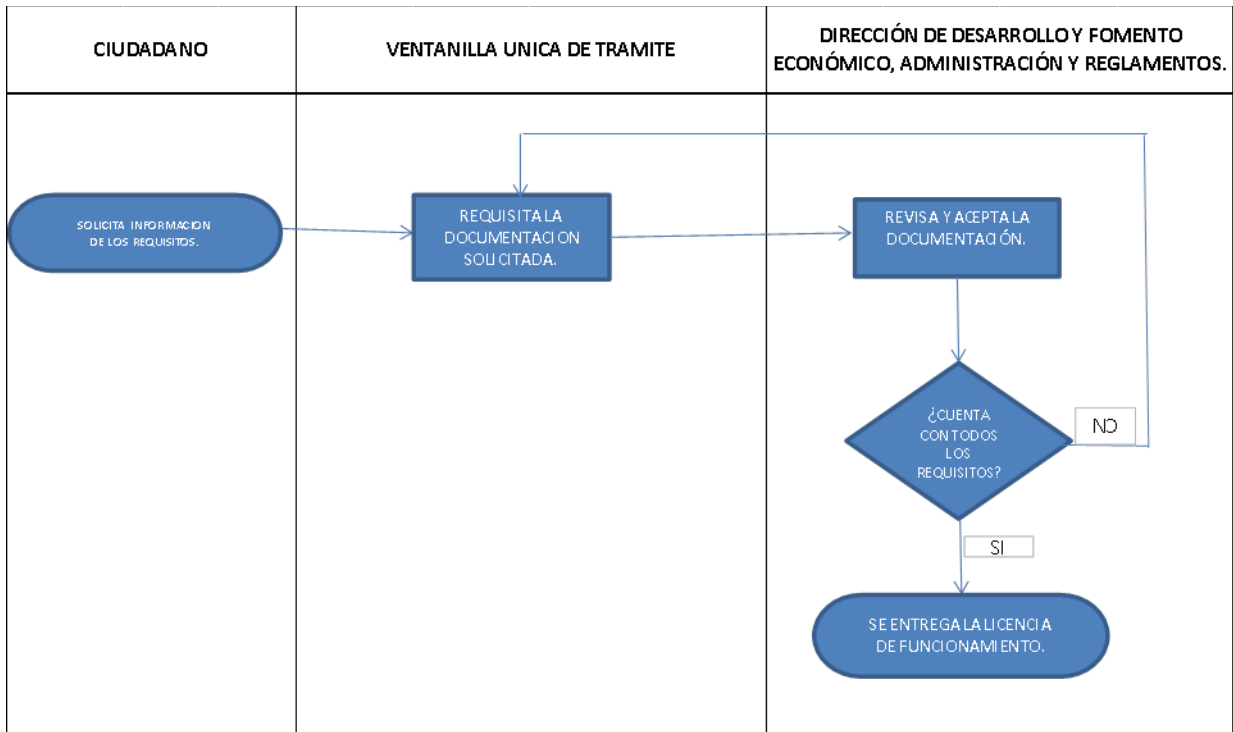 CIUDADANO
VENTANILLA UNICA DE TRAMITE
DIRECCIÓN DE DESARROLLO Y FOMENTO
ECONÓMICO, ADMINISTRACIÓN Y REGLAMENTOS.
SOLICITA INFORMACION
DE LOS REQUISITOS.
REQUISITA LA
DOCUMENTACION
SOLICITADA.
REVISA Y ACEPTA LA
DOCUMENTACIÓN.
¿CUENTA
CON TODOS
LOS
REQUISITOS?
NO
SI
SE ENTREGA LA LICENCIA
DE FUNCIONAMIENTO.